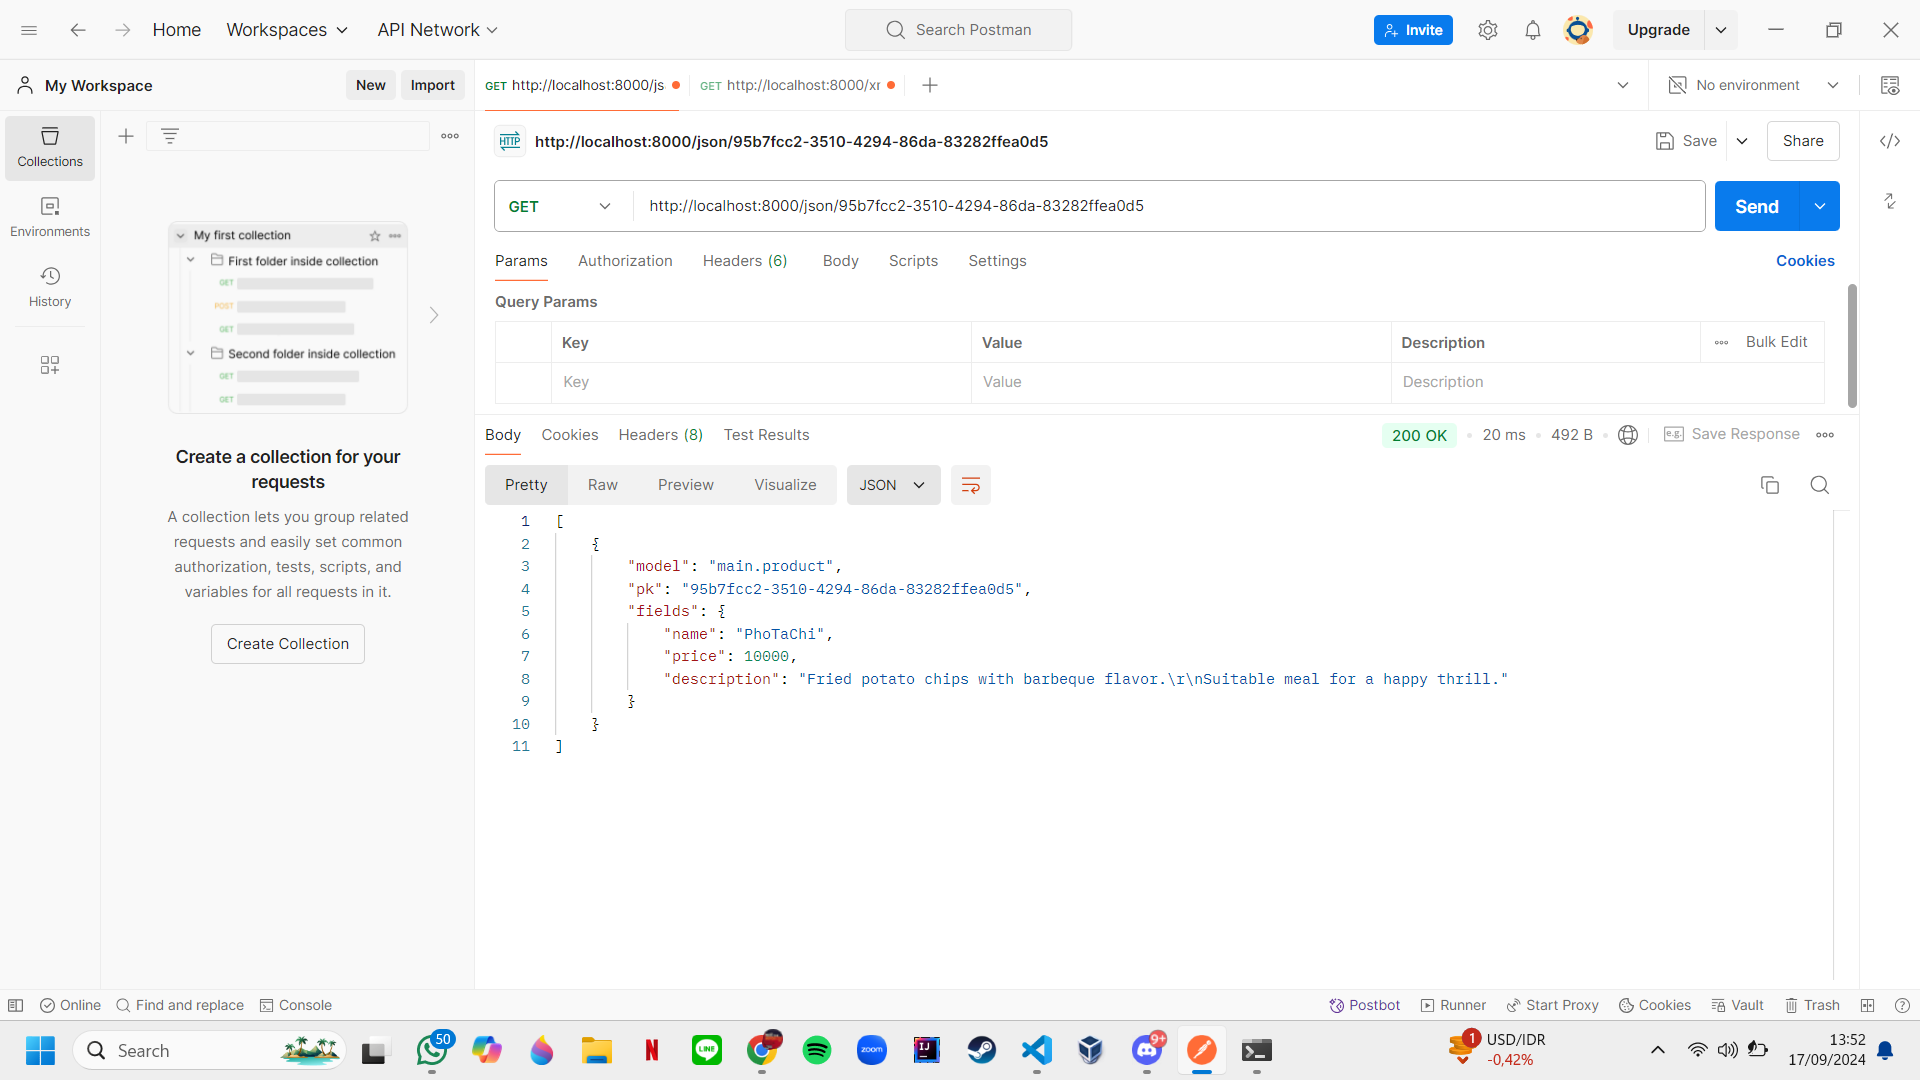 Home
Workspaces
API Network
Search Postman
Invite
Upgrade
My Workspace
New
Import
GET http://localhost:8000/js
GET http://localhost:8000/xr
No environment
Collections
Environments
History
HTTP
http://localhost:8000/json/95b7fcc2-3510-4294-86da-83282ffea0d5
Save
Share
GET
http://localhost:8000/json/95b7fcc2-3510-4294-86da-83282ffea0d5
Send
Params
Authorization
Headers (6)
Body
Scripts
Settings
Cookies
Query Params
Key
Value
Description
Bulk Edit
Key
Value
Description
My first collection
First folder inside collection
GET
POST
GET
Second folder inside collection
GET
GET
Create a collection for your
requests
A collection lets you group related
requests and easily set common
authorization, tests, scripts, and
variables for all requests in it.
Create Collection
Body
Cookies
Headers (8)
Test Results
200 OK
20 ms
492 B
e.g.
Save Response
Pretty
Raw
Preview
Visualize
JSON
1 [
2 {
3 "model": "main.product",
4 "pk": "95b7fcc2-3510-4294-86da-83282ffea0d5",
5 "fields": {
6 "name": "PhoTaChi",
7 "price": 10000,
8 "description": "Fried potato chips with barbeque flavor.\r\nSuitable meal for a happy thrill."
9 }
10 }
11 ]
Online
Find and replace
Console
Postbot
Runner
Start Proxy
Cookies
Vault
Trash
Search
50
N
LINE
zoom
IJ
9+
1
USD/IDR
-0,42%
13:52
17/09/2024